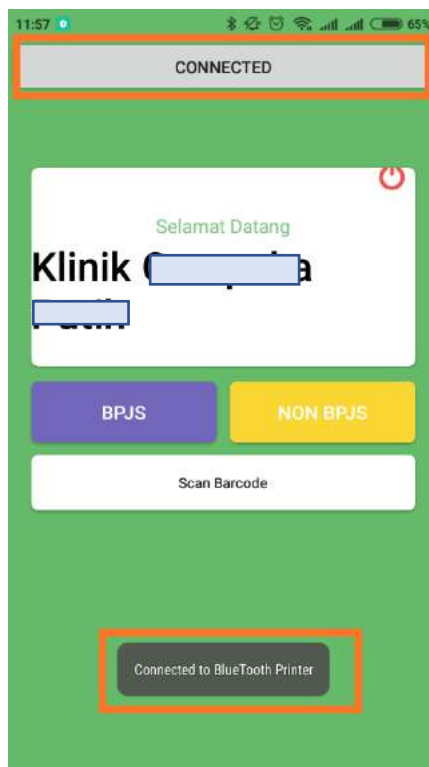 11:57 65%
CONNECTED
Selamat Datang
Klinik
BPJS NON BPJS
Scan Barcode
Connected to BlueTooth Printer